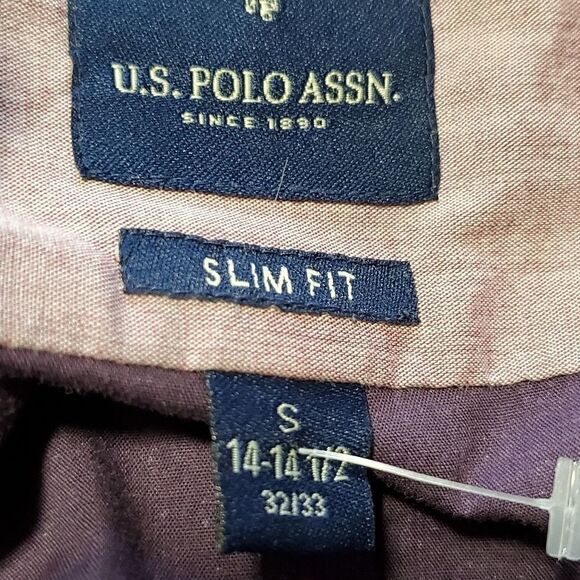 U.S. POLO ASSN.
SINCE 1890
SLIM FIT
S
14-14 1/2
32/33